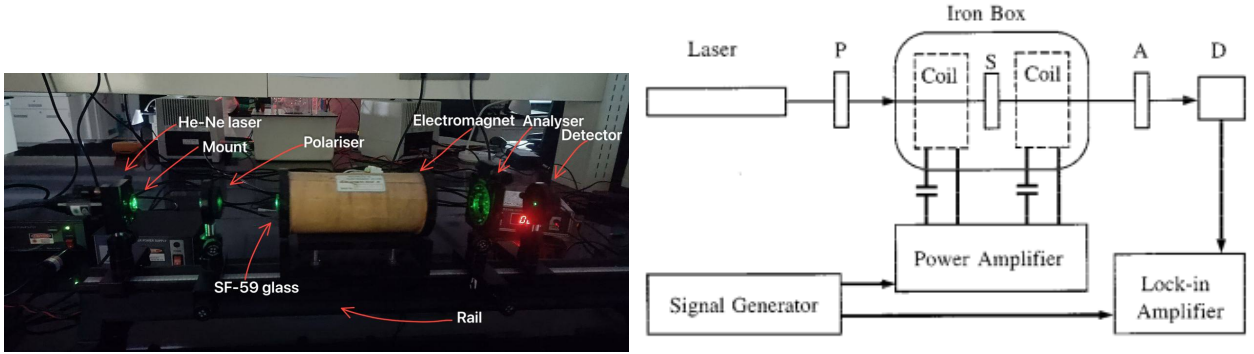 He-Ne laser
Mount
Polariser
Electromagnet
Analyser
Detector
SF-59 glass
Rail
Iron Box
Laser
P
Coil
S
Coil
A
D
Power Amplifier
Signal Generator
Lock-in
Amplifier